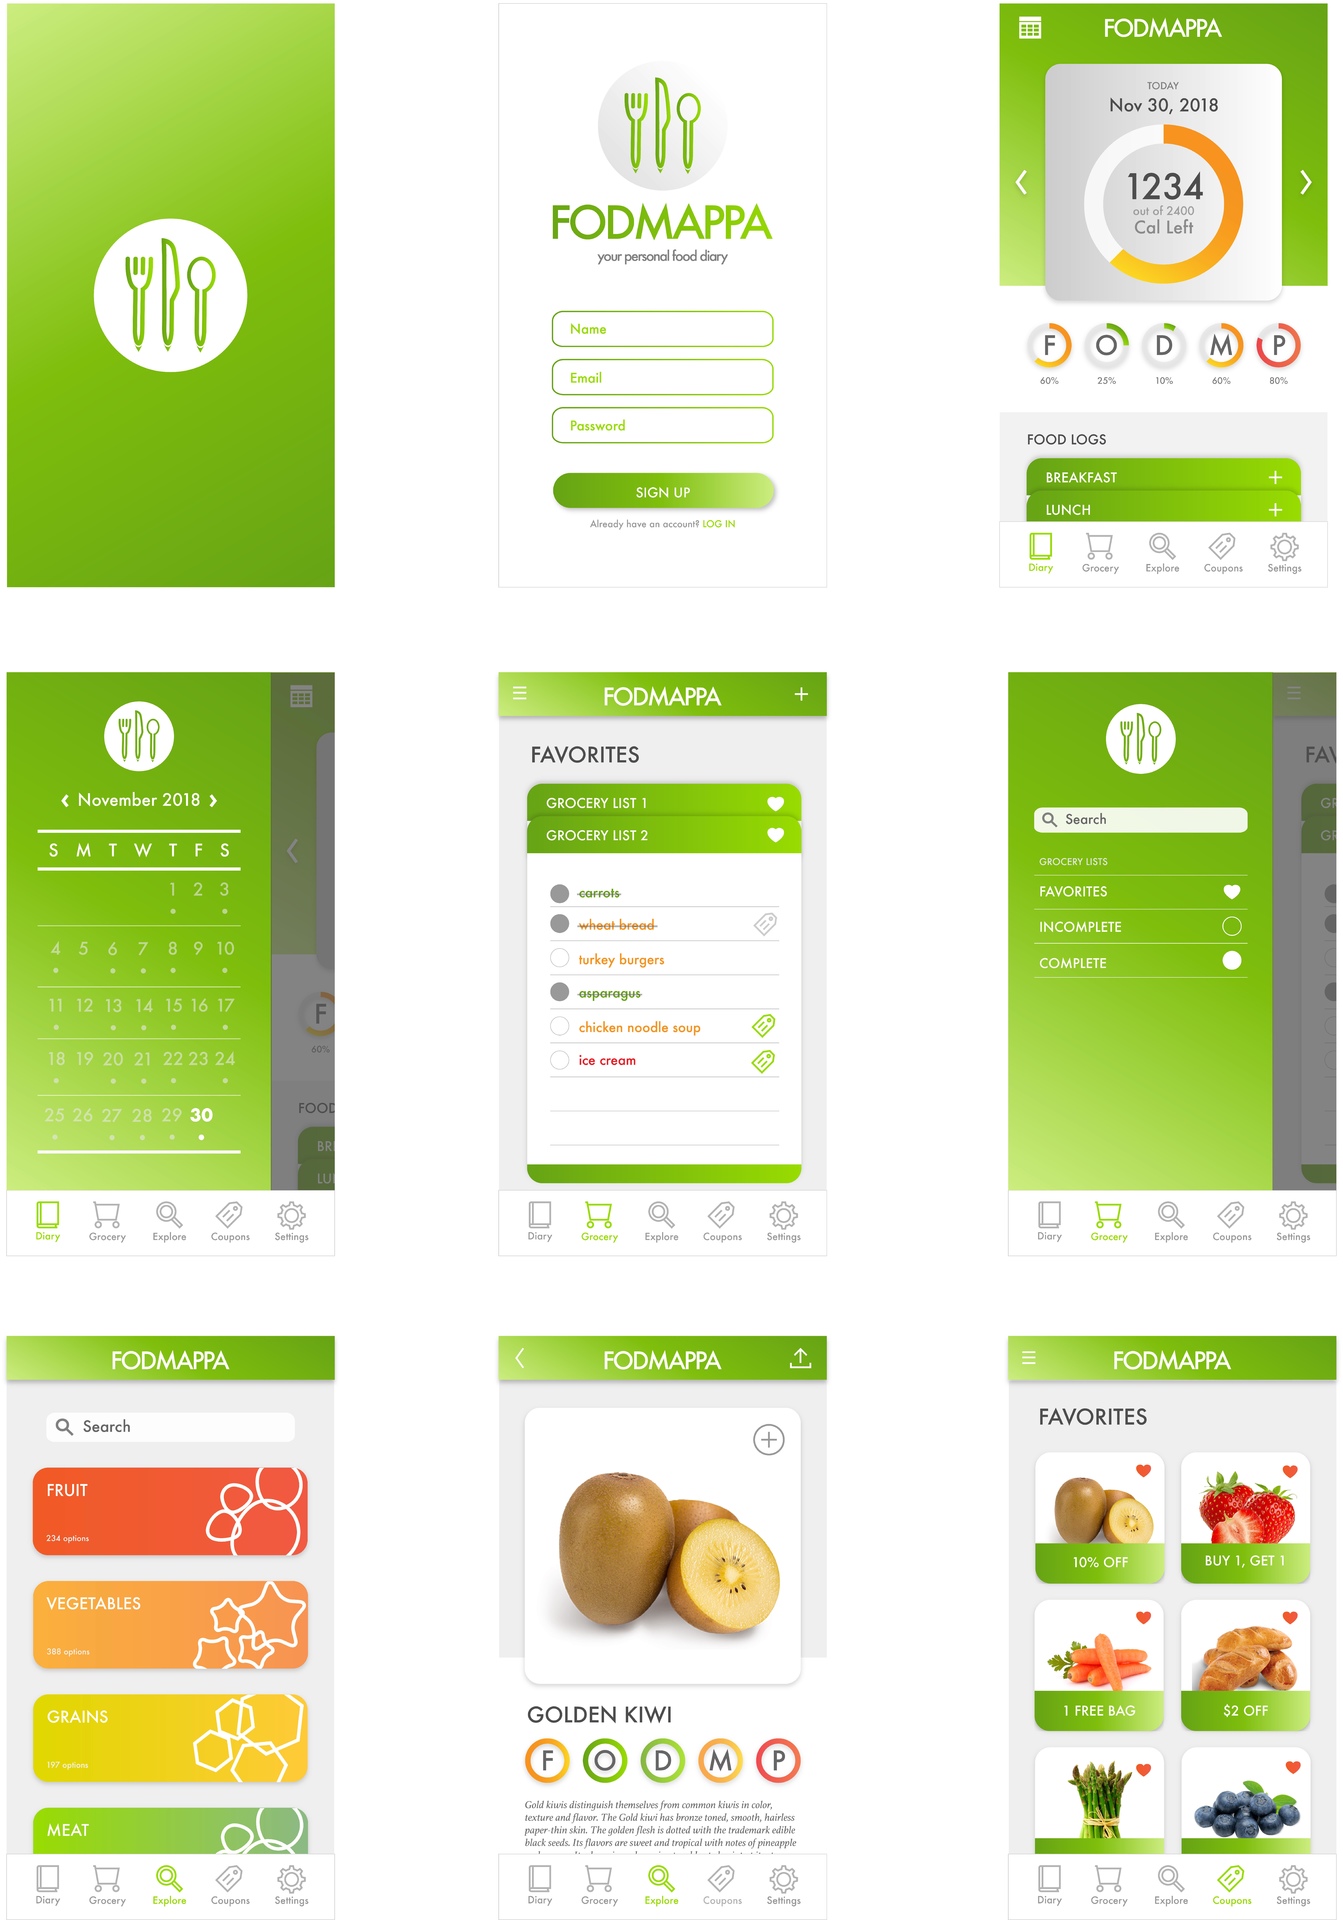 FODMAPPA
your personal food diary
Name
Email
Password
SIGN UP
Already have an account? LOG IN
FODMAPPA
TODAY
Nov 30, 2018
1234
out of 2400
Cal Left
F O D M P
60% 25% 10% 60% 80%
FOOD LOGS
BREAKFAST
LUNCH
Diary Grocery Explore Coupons Settings
November 2018
S M T W T F S
1 2 3
4 5 6 7 8 9 10
11 12 13 14 15 16 17
18 19 20 21 22 23 24
25 26 27 28 29 30
F
60%
FOOD
BR
LU
Diary Grocery Explore Coupons Settings
FODMAPPA
FAVORITES
GROCERY LIST 1
GROCERY LIST 2
carrots
wheat bread
turkey burgers
asparagus
chicken noodle soup
ice cream
Diary Grocery Explore Coupons Settings
Search
GROCERY LISTS
FAVORITES
INCOMPLETE
COMPLETE
FAV
GR
GR
Diary Grocery Explore Coupons Settings
FODMAPPA
Search
FRUIT
234 options
VEGETABLES
388 options
GRAINS
197 options
MEAT
Diary Grocery Explore Coupons Settings
FODMAPPA
GOLDEN KIWI
F O D M P
Gold kiwis distinguish themselves from common kiwis in color,
texture and flavor. The Gold kiwi has bronze toned, smooth, hairless
paper-thin skin. The golden flesh is dotted with the trademark edible
black seeds. Its flavors are sweet and tropical with notes of pineapple
Diary Grocery Explore Coupons Settings
FODMAPPA
FAVORITES
10% OFF
BUY 1, GET 1
1 FREE BAG
$2 OFF
Diary Grocery Explore Coupons Settings